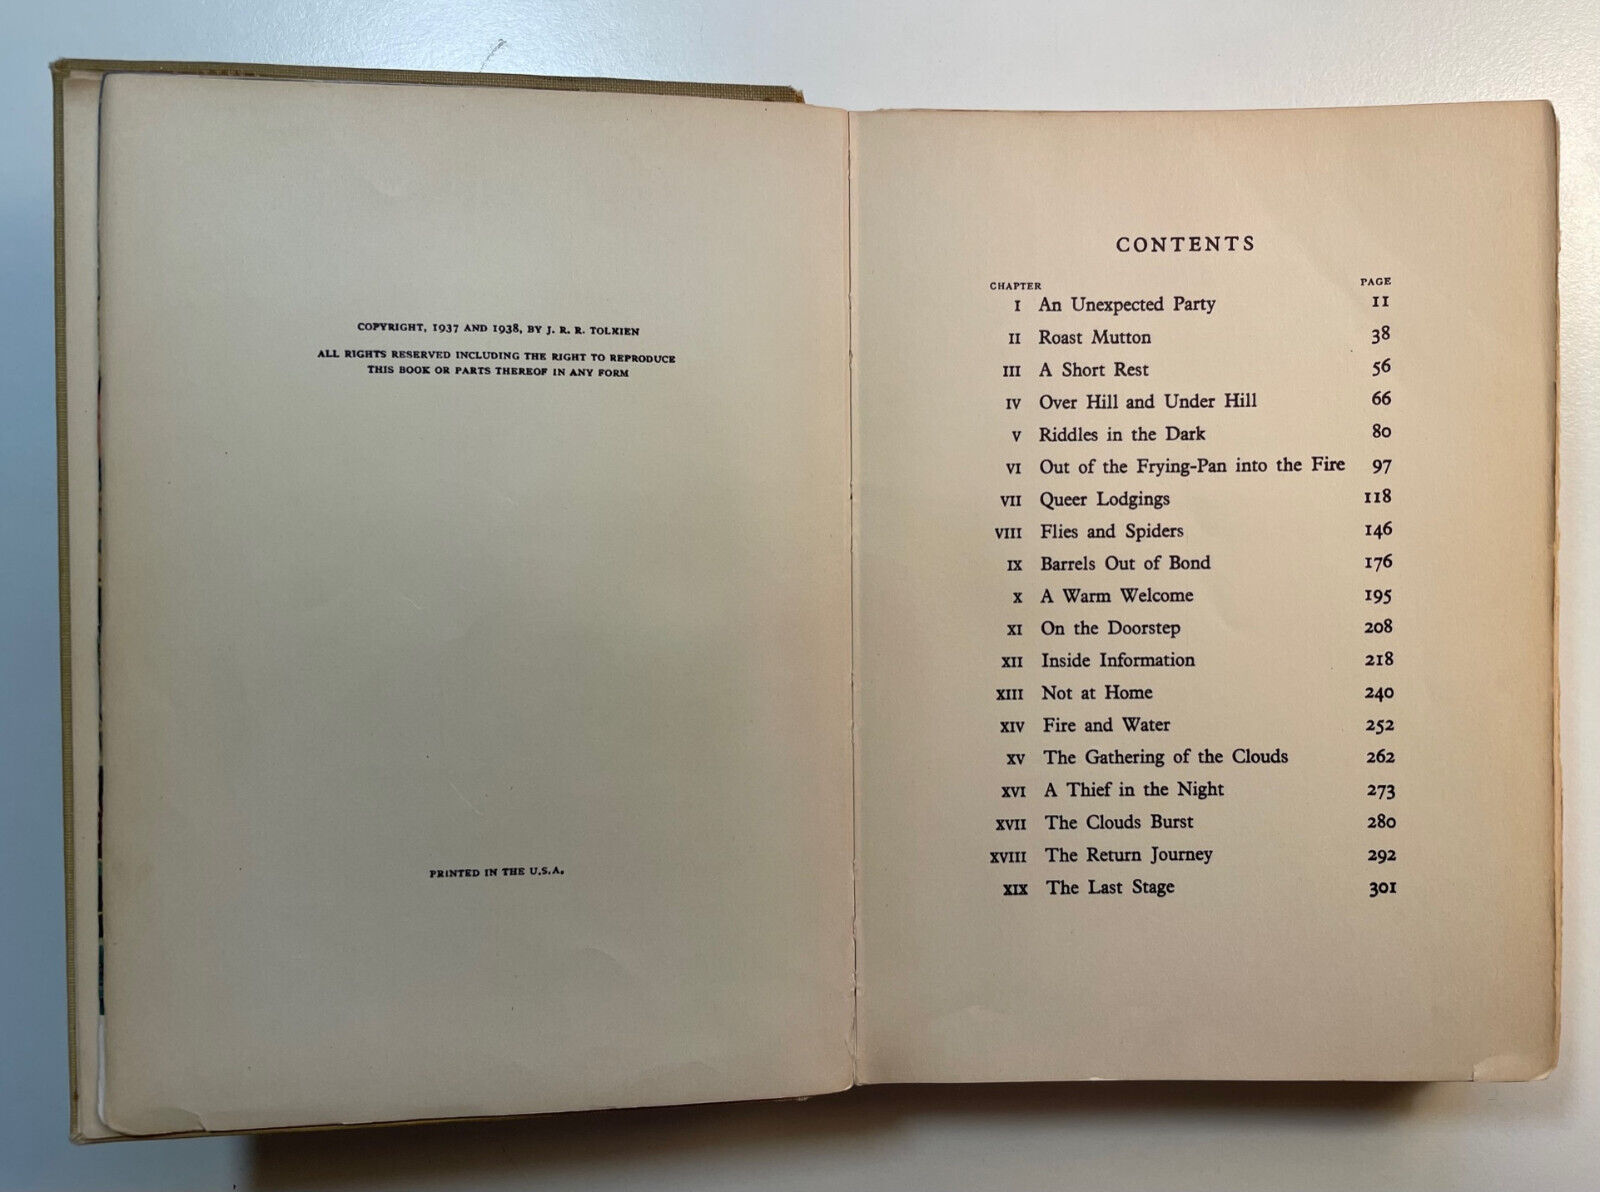 COPYRIGHT, 1937 AND 1938, BY J. R. R. TOLKIEN
ALL RIGHTS RESERVED INCLUDING THE RIGHT TO REPRODUCE
THIS BOOK OR PARTS THEREOF IN ANY FORM
PRINTED IN THE U.S.A.
CONTENTS
CHAPTER PAGE
I An Unexpected Party 11
II Roast Mutton 38
III A Short Rest 56
IV Over Hill and Under Hill 66
V Riddles in the Dark 80
VI Out of the Frying-Pan into the Fire 97
VII Queer Lodgings 118
VIII Flies and Spiders 146
IX Barrels Out of Bond 176
X A Warm Welcome 195
XI On the Doorstep 208
XII Inside Information 218
XIII Not at Home 240
XIV Fire and Water 252
XV The Gathering of the Clouds 262
XVI A Thief in the Night 273
XVII The Clouds Burst 280
XVIII The Return Journey 292
XIX The Last Stage 301